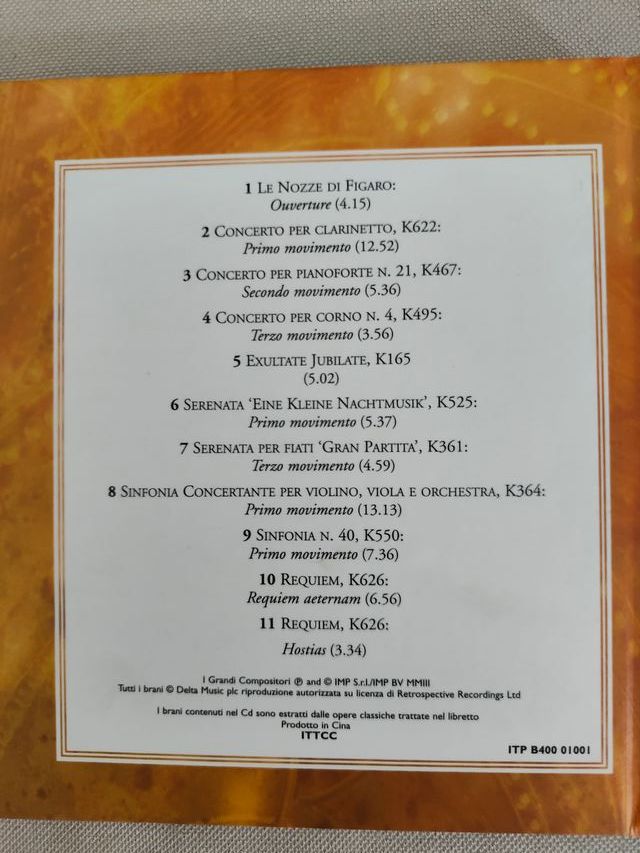 1 Le Nozze di Figaro:
Ouverture (4.15)
2 Concerto per clarinetto, K622:
Primo movimento (12.52)
3 Concerto per pianoforte n. 21, K467:
Secondo movimento (5.36)
4 Concerto per corno n. 4, K495:
Terzo movimento (3.56)
5 Exultate Jubilate, K165
(5.02)
6 Serenata ‘Eine Kleine Nachtmusik’, K525:
Primo movimento (5.37)
7 Serenata per fiati ‘Gran Partita’, K361:
Terzo movimento (4.59)
8 Sinfonia Concertante per violino, viola e orchestra, K364:
Primo movimento (13.13)
9 Sinfonia n. 40, K550:
Primo movimento (7.36)
10 Requiem, K626:
Requiem aeternam (6.56)
11 Requiem, K626:
Hostias (3.34)
I Grandi Compositori ℗ and © IMP S.r.l/IMP BV MMIII
Tutti i brani © Delta Music plc riproduzione autorizzata su licenza di Retrospective Recordings Ltd
I brani contenuti nel Cd sono estratti dalle opere classiche trattate nel libretto
Prodotto in Cina
ITTCC
ITP B400 01001